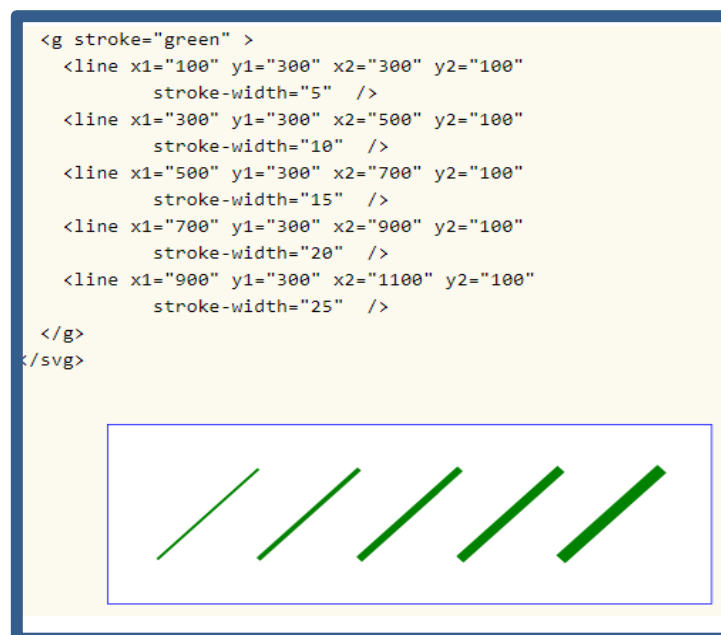 <g stroke="green" >
<line x1="100" y1="300" x2="300" y2="100"
stroke-width="5"  />
<line x1="300" y1="300" x2="500" y2="100"
stroke-width="10"  />
<line x1="500" y1="300" x2="700" y2="100"
stroke-width="15"  />
<line x1="700" y1="300" x2="900" y2="100"
stroke-width="20"  />
<line x1="900" y1="300" x2="1100" y2="100"
stroke-width="25"  />
</g>
</svg>